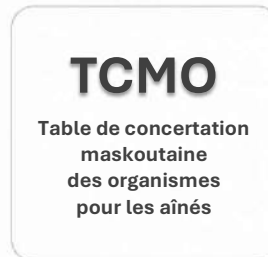 TCMO
Table de concertation
maskoutaine
des organismes
pour les aînés